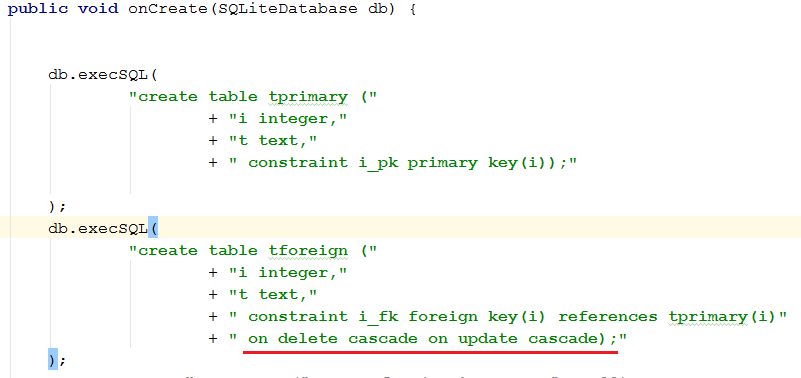 public void onCreate(SQLiteDatabase db) {
db.execSQL(
"create table tprimary ("
+ "i integer,"
+ "t text,"
+ " constraint i_pk primary key(i));"
);
db.execSQL(
"create table tforeign ("
+ "i integer,"
+ "t text,"
+ " constraint i_fk foreign key(i) references tprimary(i)"
+ " on delete cascade on update cascade);"
);